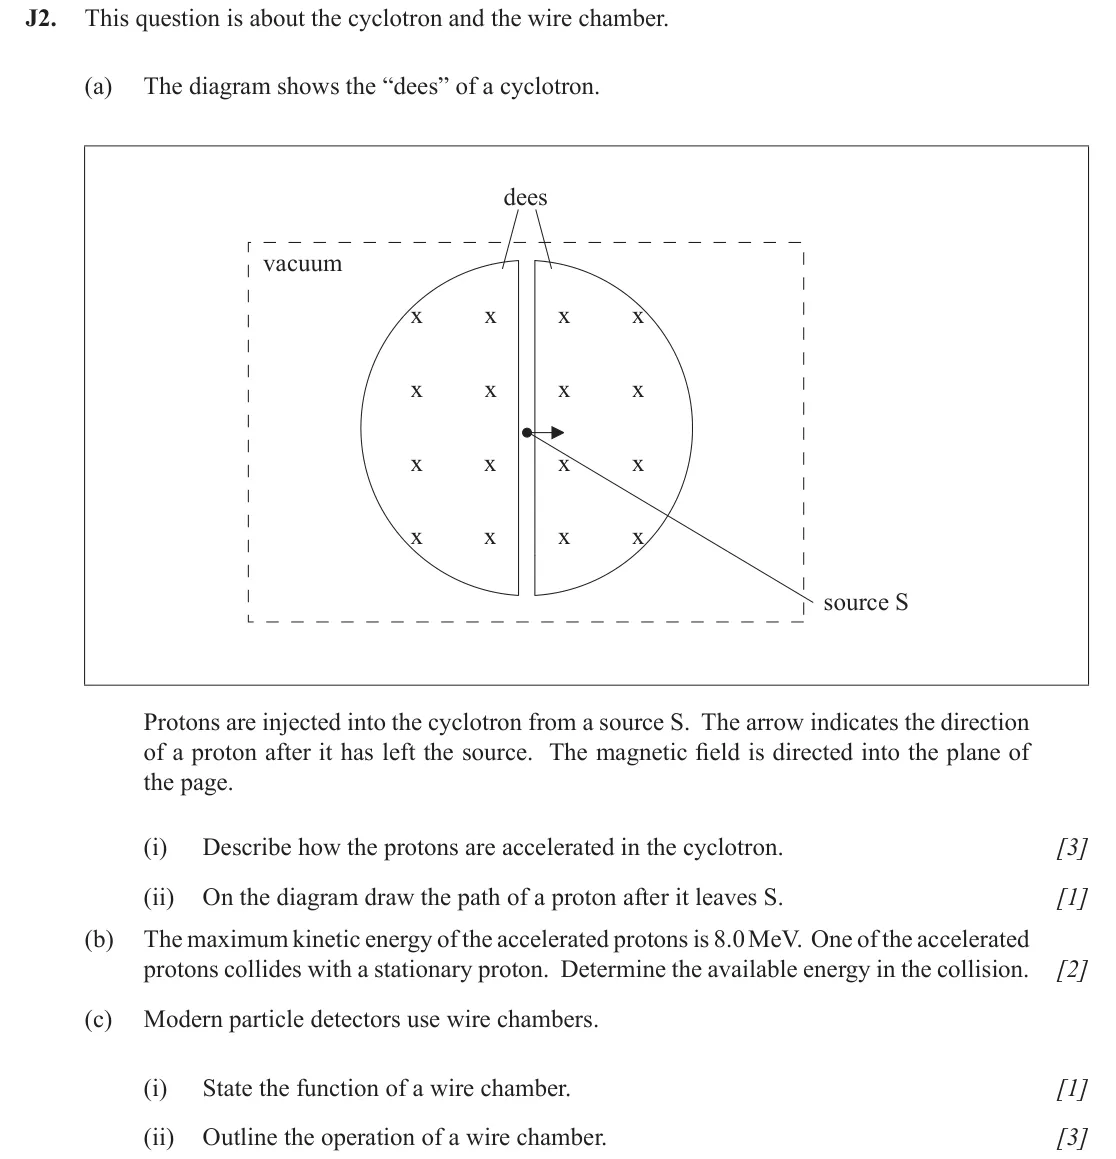 J2. This question is about the cyclotron and the wire chamber.
(a) The diagram shows the “dees” of a cyclotron.
dees
vacuum
x x x x
x x x x
x x x x
x x x x
source S
Protons are injected into the cyclotron from a source S. The arrow indicates the direction
of a proton after it has left the source. The magnetic field is directed into the plane of
the page.
(i) Describe how the protons are accelerated in the cyclotron. [3]
(ii) On the diagram draw the path of a proton after it leaves S. [1]
(b) The maximum kinetic energy of the accelerated protons is 8.0 MeV. One of the accelerated
protons collides with a stationary proton. Determine the available energy in the collision. [2]
(c) Modern particle detectors use wire chambers.
(i) State the function of a wire chamber. [1]
(ii) Outline the operation of a wire chamber. [3]